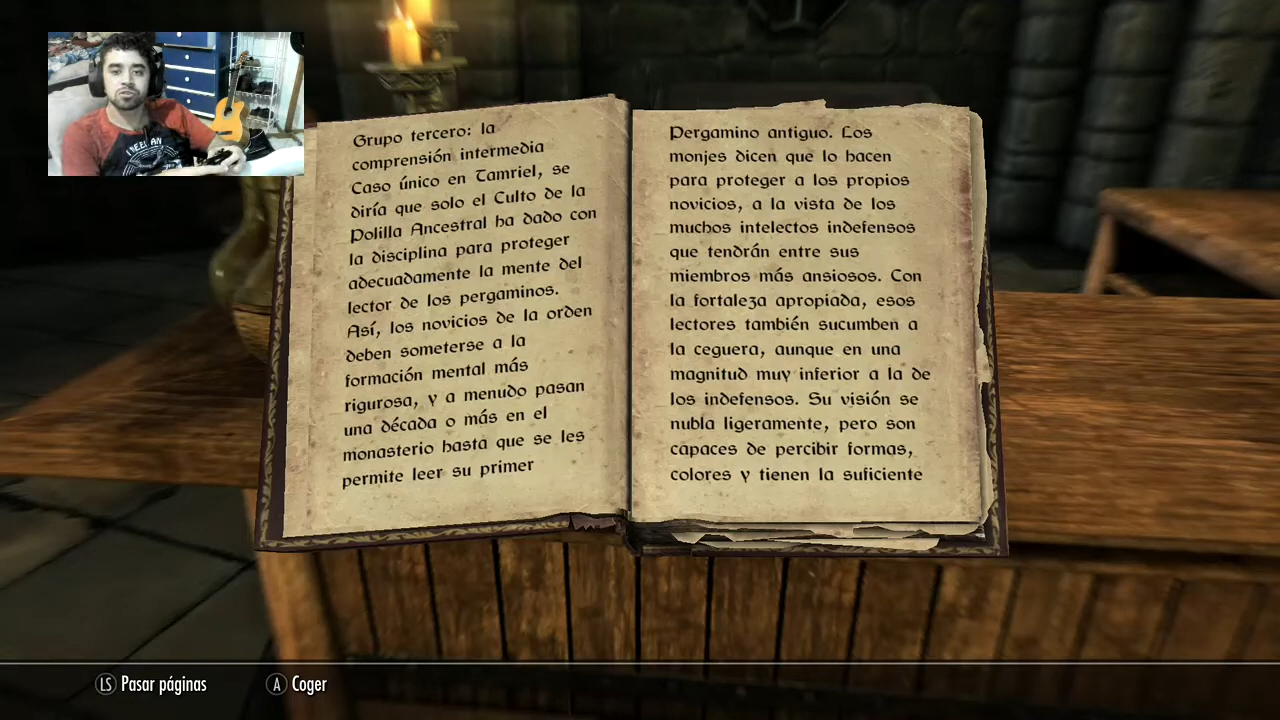 Grupo tercero: la
comprensión intermedia
Caso único en Tamriel, se
diría que solo el Culto de la
Polilla Ancestral ha dado con
la disciplina para proteger
adecuadamente la mente del
lector de los pergaminos.
Así, los novicios de la orden
deben someterse a la
formación mental más
rigurosa, y a menudo pasan
una década o más en el
monasterio hasta que se les
permite leer su primer
Pergamino antiguo. Los
monjes dicen que lo hacen
para proteger a los propios
novicios, a la vista de los
muchos intelectos indefensos
que tendrán entre sus
miembros más ansiosos. Con
la fortaleza apropiada, esos
lectores también sucumben a
la ceguera, aunque en una
magnitud muy inferior a la de
los indefensos. Su visión se
nubla ligeramente, pero son
capaces de percibir formas,
colores y tienen la suficiente
LS Pasar páginas
A Coger